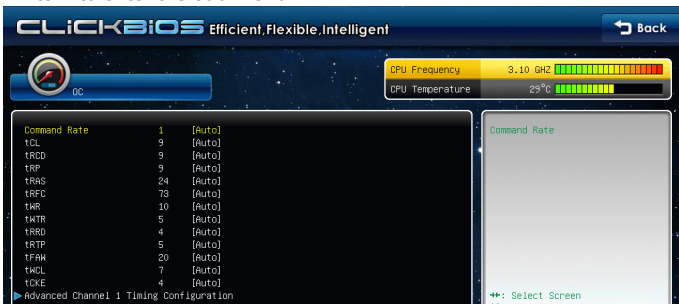 CLiCKBIOS Efficient,Flexible,Intelligent
Back
OC
CPU Frequency 3.10 GHZ
CPU Temperature 29°C
Command Rate 1 [Auto]
tCL 9 [Auto]
tRCD 9 [Auto]
tRP 9 [Auto]
tRAS 24 [Auto]
tRFC 73 [Auto]
tWR 10 [Auto]
tWTR 5 [Auto]
tRRD 4 [Auto]
tRTP 5 [Auto]
tFAW 20 [Auto]
tWCL 7 [Auto]
tCKE 4 [Auto]
Advanced Channel 1 Timing Configuration
Command Rate
: Select Screen